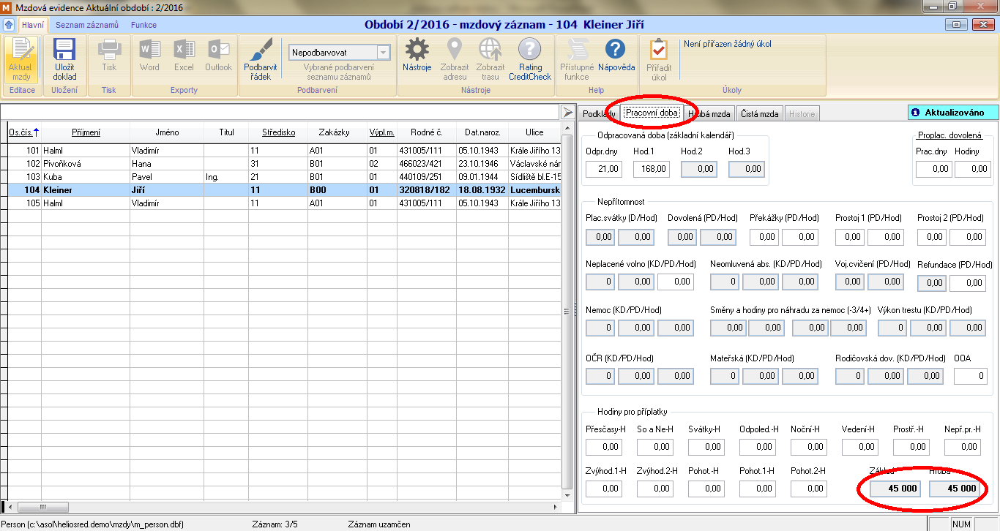 Mzdová evidence Aktuální období : 2/2016
Hlavní Seznam záznamů Funkce
Období 2/2016 - mzdový záznam - 104 Kleiner Jiří
Aktual. mzdy
Editace
Uložit doklad
Uložení
Tisk
Tisk
Word Excel Outlook
Exporty
Podbarvit řádek
Nepodbarvovat
Vybrané podbarvení seznamu záznamů
Podbarvení
Nástroje
Zobrazit adresu
Zobrazit trasu
Rating CreditCheck
Nástroje
Přístupné funkce
Nápověda
Help
Přiřadit úkol
Není přiřazen žádný úkol
Úkoly
Os.čís. Příjmení Jméno Titul Středisko Zakázky Výpl.m. Rodné č. Dat.naroz. Ulice
101 Halml Vladimír 11 A01 01 431005/111 05.10.1943 Krále Jiřího 13
102 Pivoňková Hana 31 B01 02 466023/421 23.10.1946 Václavské nár
103 Kuba Pavel Ing. 21 B01 01 440109/251 09.01.1944 Sídliště bl.E-15
104 Kleiner Jiří 11 B00 01 320818/182 18.08.1932 Lucembursk
105 Halml Vladimír 11 A01 01 431005/111 05.10.1943 Krále Jiřího 13
Podklady Pracovní doba Hrubá mzda Čistá mzda Historie
Aktualizováno
Odpracovaná doba (základní kalendář)
Odpr.dny Hod.1 Hod.2 Hod.3
21,00 168,00 0,00 0,00
Proplac. dovolená
Prac.dny Hodiny
0,00 0,00
Nepřítomnost
Plac.svátky (D/Hod) Dovolená (PD/Hod) Překážky (PD/Hod) Prostoj 1 (PD/Hod) Prostoj 2 (PD/Hod)
0,00 0,00 0,00 0,00 0,00 0,00 0,00 0,00 0,00 0,00
Neplacené volno (KD/PD/Hod) Neomluvená abs. (KD/PD/Hod) Voj.cvičení (PD/Hod) Refundace (PD/Hod)
0 0,00 0,00 0 0,00 0,00 0,00 0,00 0,00 0,00
Nemoc (KD/PD/Hod) Směny a hodiny pro náhradu za nemoc (-3/4+) Výkon trestu (KD/PD/Hod)
0 0,00 0,00 0,00 0,00 0,00 0,00 0 0,00 0,00
OČR (KD/PD/Hod) Mateřská (KD/PD/Hod) Rodičovská dov. (KD/PD/Hod) OOA
0 0,00 0,00 0 0,00 0,00 0 0,00 0,00 0
Hodiny pro příplatky
Přesčasy-H So a Ne-H Svátky-H Odpoled.-H Noční-H Vedení-H Prostř.-H Nepř.pr.-H
0,00 0,00 0,00 0,00 0,00 0,00 0,00 0,00
Zvýhod.1-H Zvýhod.2-H Pohot.-H Pohot.1-H Pohot.2-H Základ Hrubá
0,00 0,00 0,00 0,00 0,00 45 000 45 000
Person (c:\asol\heliosred.demo\mzdy\m_person.dbf) Záznam: 3/5 Záznam uzamčen NUM